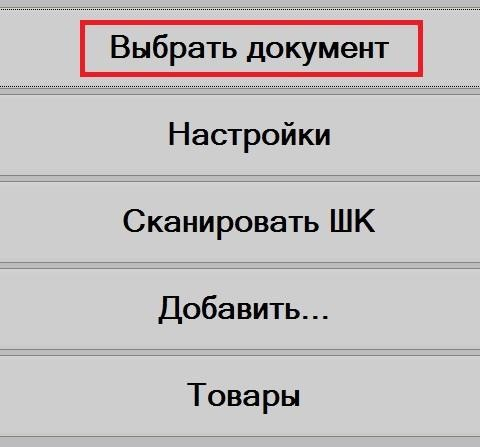 Выбрать документ
Настройки
Сканировать ШК
Добавить...
Товары